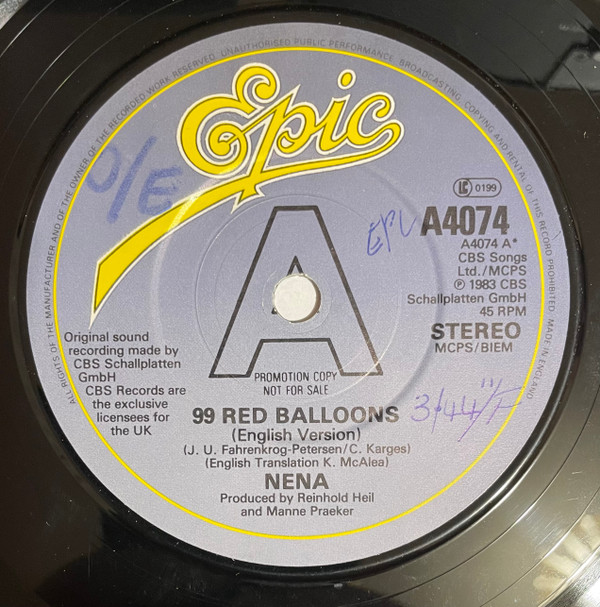 ALL RIGHTS OF THE MANUFACTURER AND OF THE OWNER OF THE RECORDED WORK RESERVED. UNAUTHORISED PUBLIC PERFORMANCE, BROADCASTING, COPYING AND RENTAL OF THIS RECORD PROHIBITED. MADE IN ENGLAND
Epic
O/E
LC 0199
A4074
A4074 A*
CBS Songs
Ltd./MCPS
℗ 1983 CBS
Schallplatten GmbH
45 RPM
STEREO
MCPS/BIEM
A
Original sound
recording made by
CBS Schallplatten
GmbH
CBS Records are
the exclusive
licensees for
the UK
PROMOTION COPY
NOT FOR SALE
99 RED BALLOONS
(English Version)
(J. U. Fahrenkrog-Petersen/C. Karges)
(English Translation K. McAlea)
NENA
Produced by Reinhold Heil
and Manne Praeker